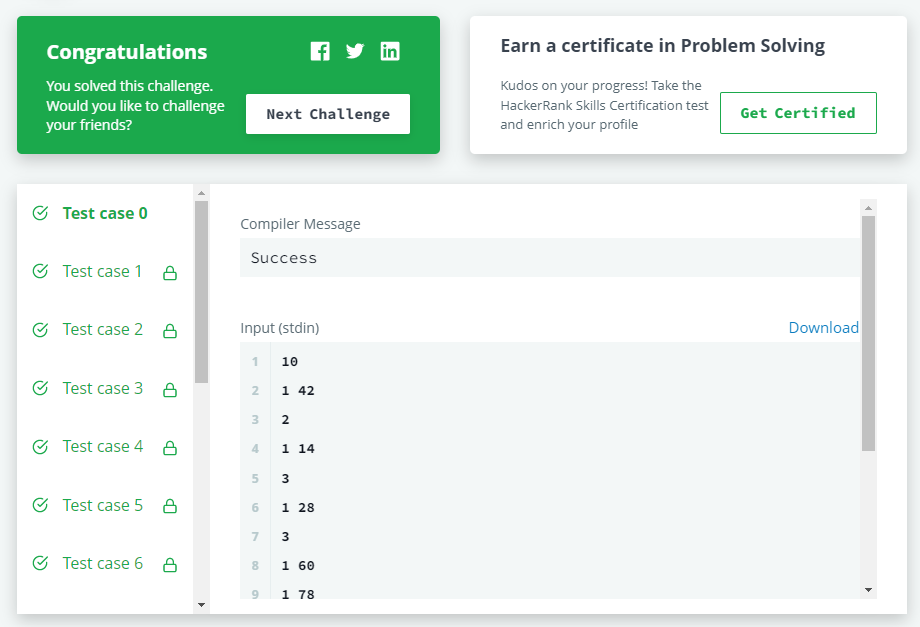 Congratulations
You solved this challenge.
Would you like to challenge
your friends?
Next Challenge
Earn a certificate in Problem Solving
Kudos on your progress! Take the
HackerRank Skills Certification test
and enrich your profile
Get Certified
Test case 0
Test case 1
Test case 2
Test case 3
Test case 4
Test case 5
Test case 6
Compiler Message
Success
Input (stdin)
Download
1 10
2 1 42
3 2
4 1 14
5 3
6 1 28
7 3
8 1 60
9 1 78